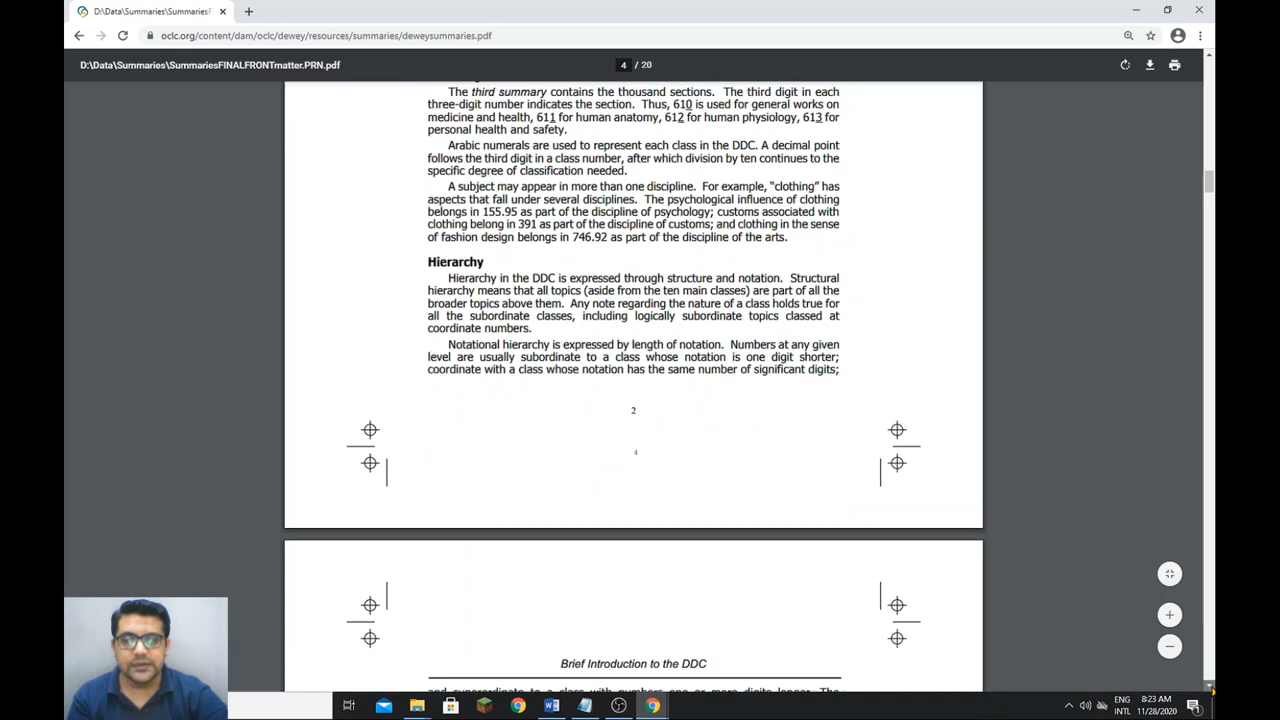 D:\Data\Summaries\SummariesF
oclc.org/content/dam/oclc/dewey/resources/summaries/deweysummaries.pdf
D:\Data\Summaries\SummariesFINALFRONTmatter.PRN.pdf
4 / 20
The third summary contains the thousand sections. The third digit in each
three-digit number indicates the section. Thus, 610 is used for general works on
medicine and health, 611 for human anatomy, 612 for human physiology, 613 for
personal health and safety.
Arabic numerals are used to represent each class in the DDC. A decimal point
follows the third digit in a class number, after which division by ten continues to the
specific degree of classification needed.
A subject may appear in more than one discipline. For example, “clothing” has
aspects that fall under several disciplines. The psychological influence of clothing
belongs in 155.95 as part of the discipline of psychology; customs associated with
clothing belong in 391 as part of the discipline of customs; and clothing in the sense
of fashion design belongs in 746.92 as part of the discipline of the arts.
Hierarchy
Hierarchy in the DDC is expressed through structure and notation. Structural
hierarchy means that all topics (aside from the ten main classes) are part of all the
broader topics above them. Any note regarding the nature of a class holds true for
all the subordinate classes, including logically subordinate topics classed at
coordinate numbers.
Notational hierarchy is expressed by length of notation. Numbers at any given
level are usually subordinate to a class whose notation is one digit shorter;
coordinate with a class whose notation has the same number of significant digits;
2
4
Brief Introduction to the DDC
and superordinate to a class with numbers one or more digits longer. The
ENG
INTL
8:23 AM
11/28/2020
1